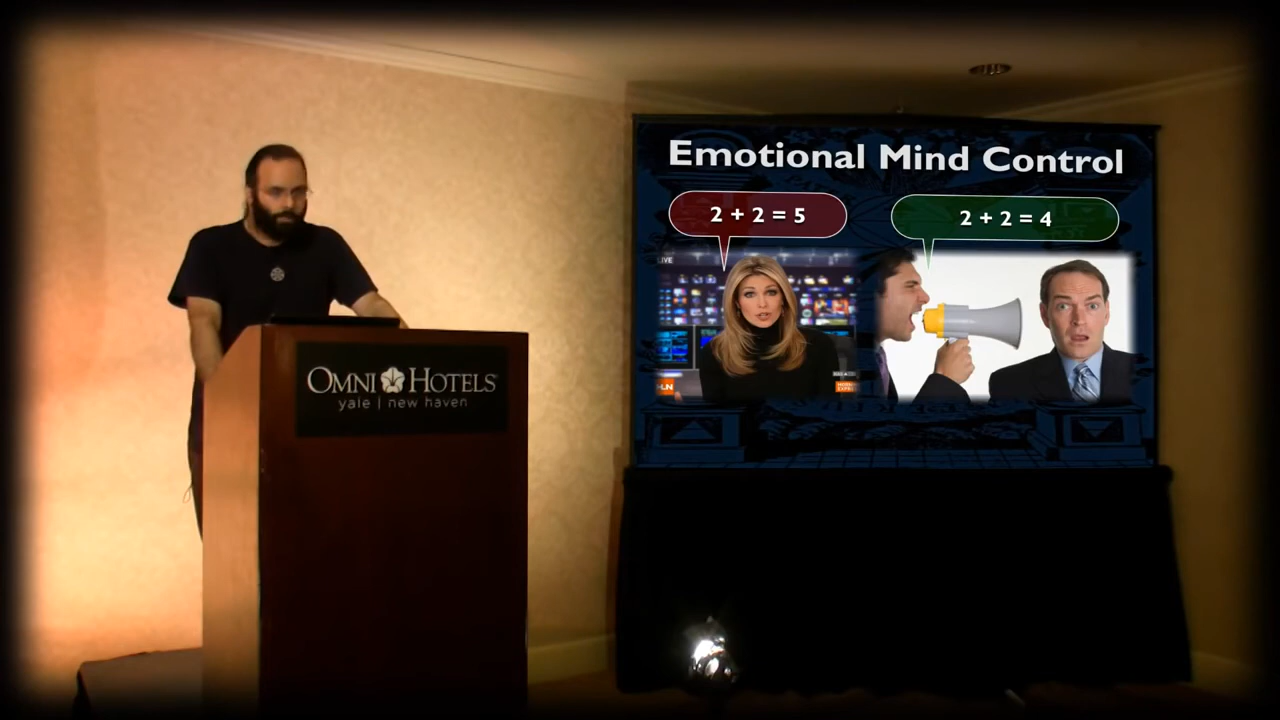 Emotional Mind Control
2 + 2 = 5
2 + 2 = 4
OMNI HOTELS
yale | new haven